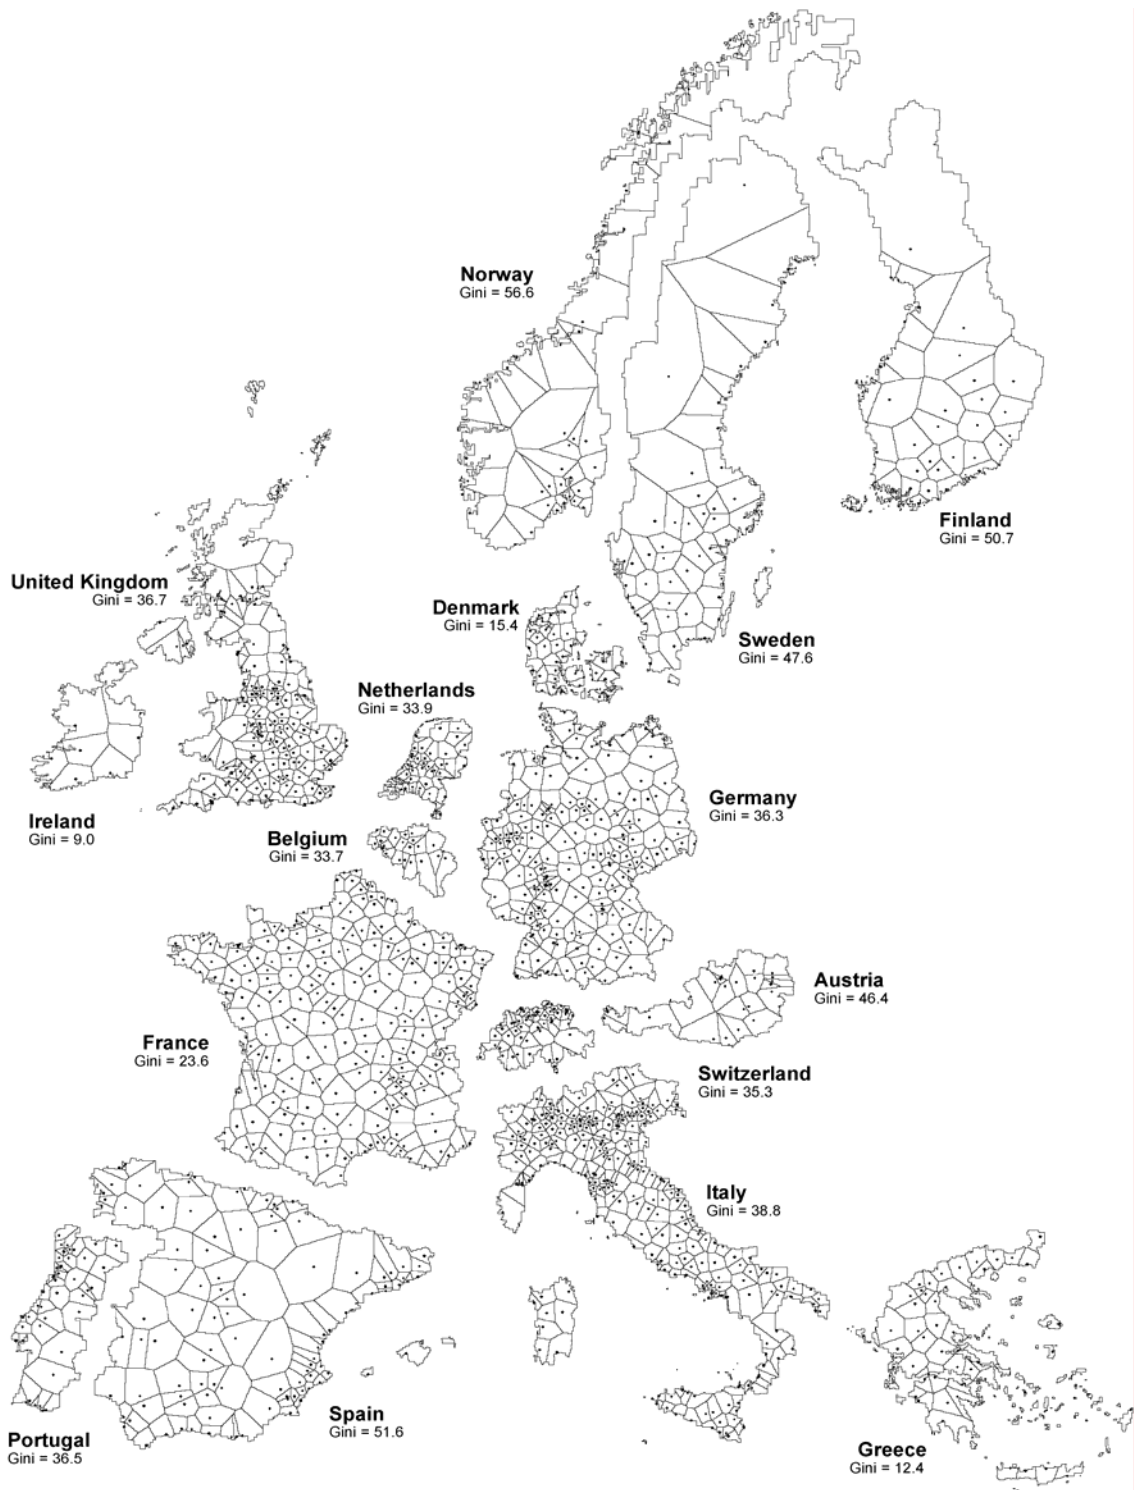 Norway
Gini = 56.6
Finland
Gini = 50.7
United Kingdom
Gini = 36.7
Denmark
Gini = 15.4
Sweden
Gini = 47.6
Netherlands
Gini = 33.9
Germany
Gini = 36.3
Ireland
Gini = 9.0
Belgium
Gini = 33.7
Austria
Gini = 46.4
France
Gini = 23.6
Switzerland
Gini = 35.3
Italy
Gini = 38.8
Spain
Gini = 51.6
Portugal
Gini = 36.5
Greece
Gini = 12.4